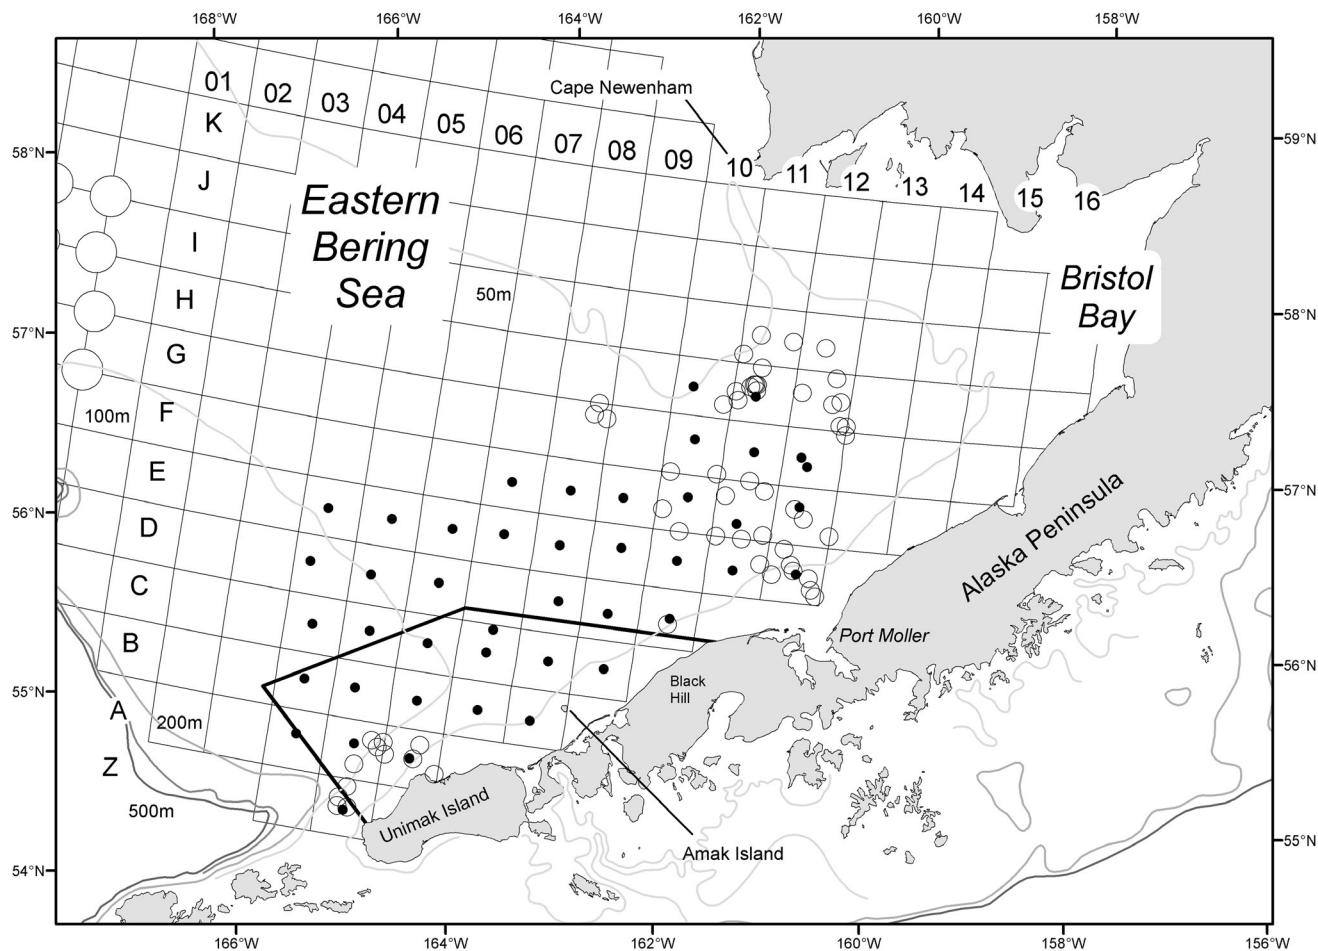 168°W
166°W
164°W
162°W
160°W
158°W
Cape Newenham
01
02
03
04
05
06
07
08
09
10
11
12
13
14
15
16
K
J
I
H
G
F
E
D
C
B
A
Z
58°N
57°N
56°N
55°N
54°N
59°N
58°N
57°N
56°N
55°N
Eastern
Bering
Sea
Bristol
Bay
50m
100m
200m
500m
Alaska Peninsula
Port Moller
Black
Hill
Unimak Island
Amak Island
166°W
164°W
162°W
160°W
158°W
156°W